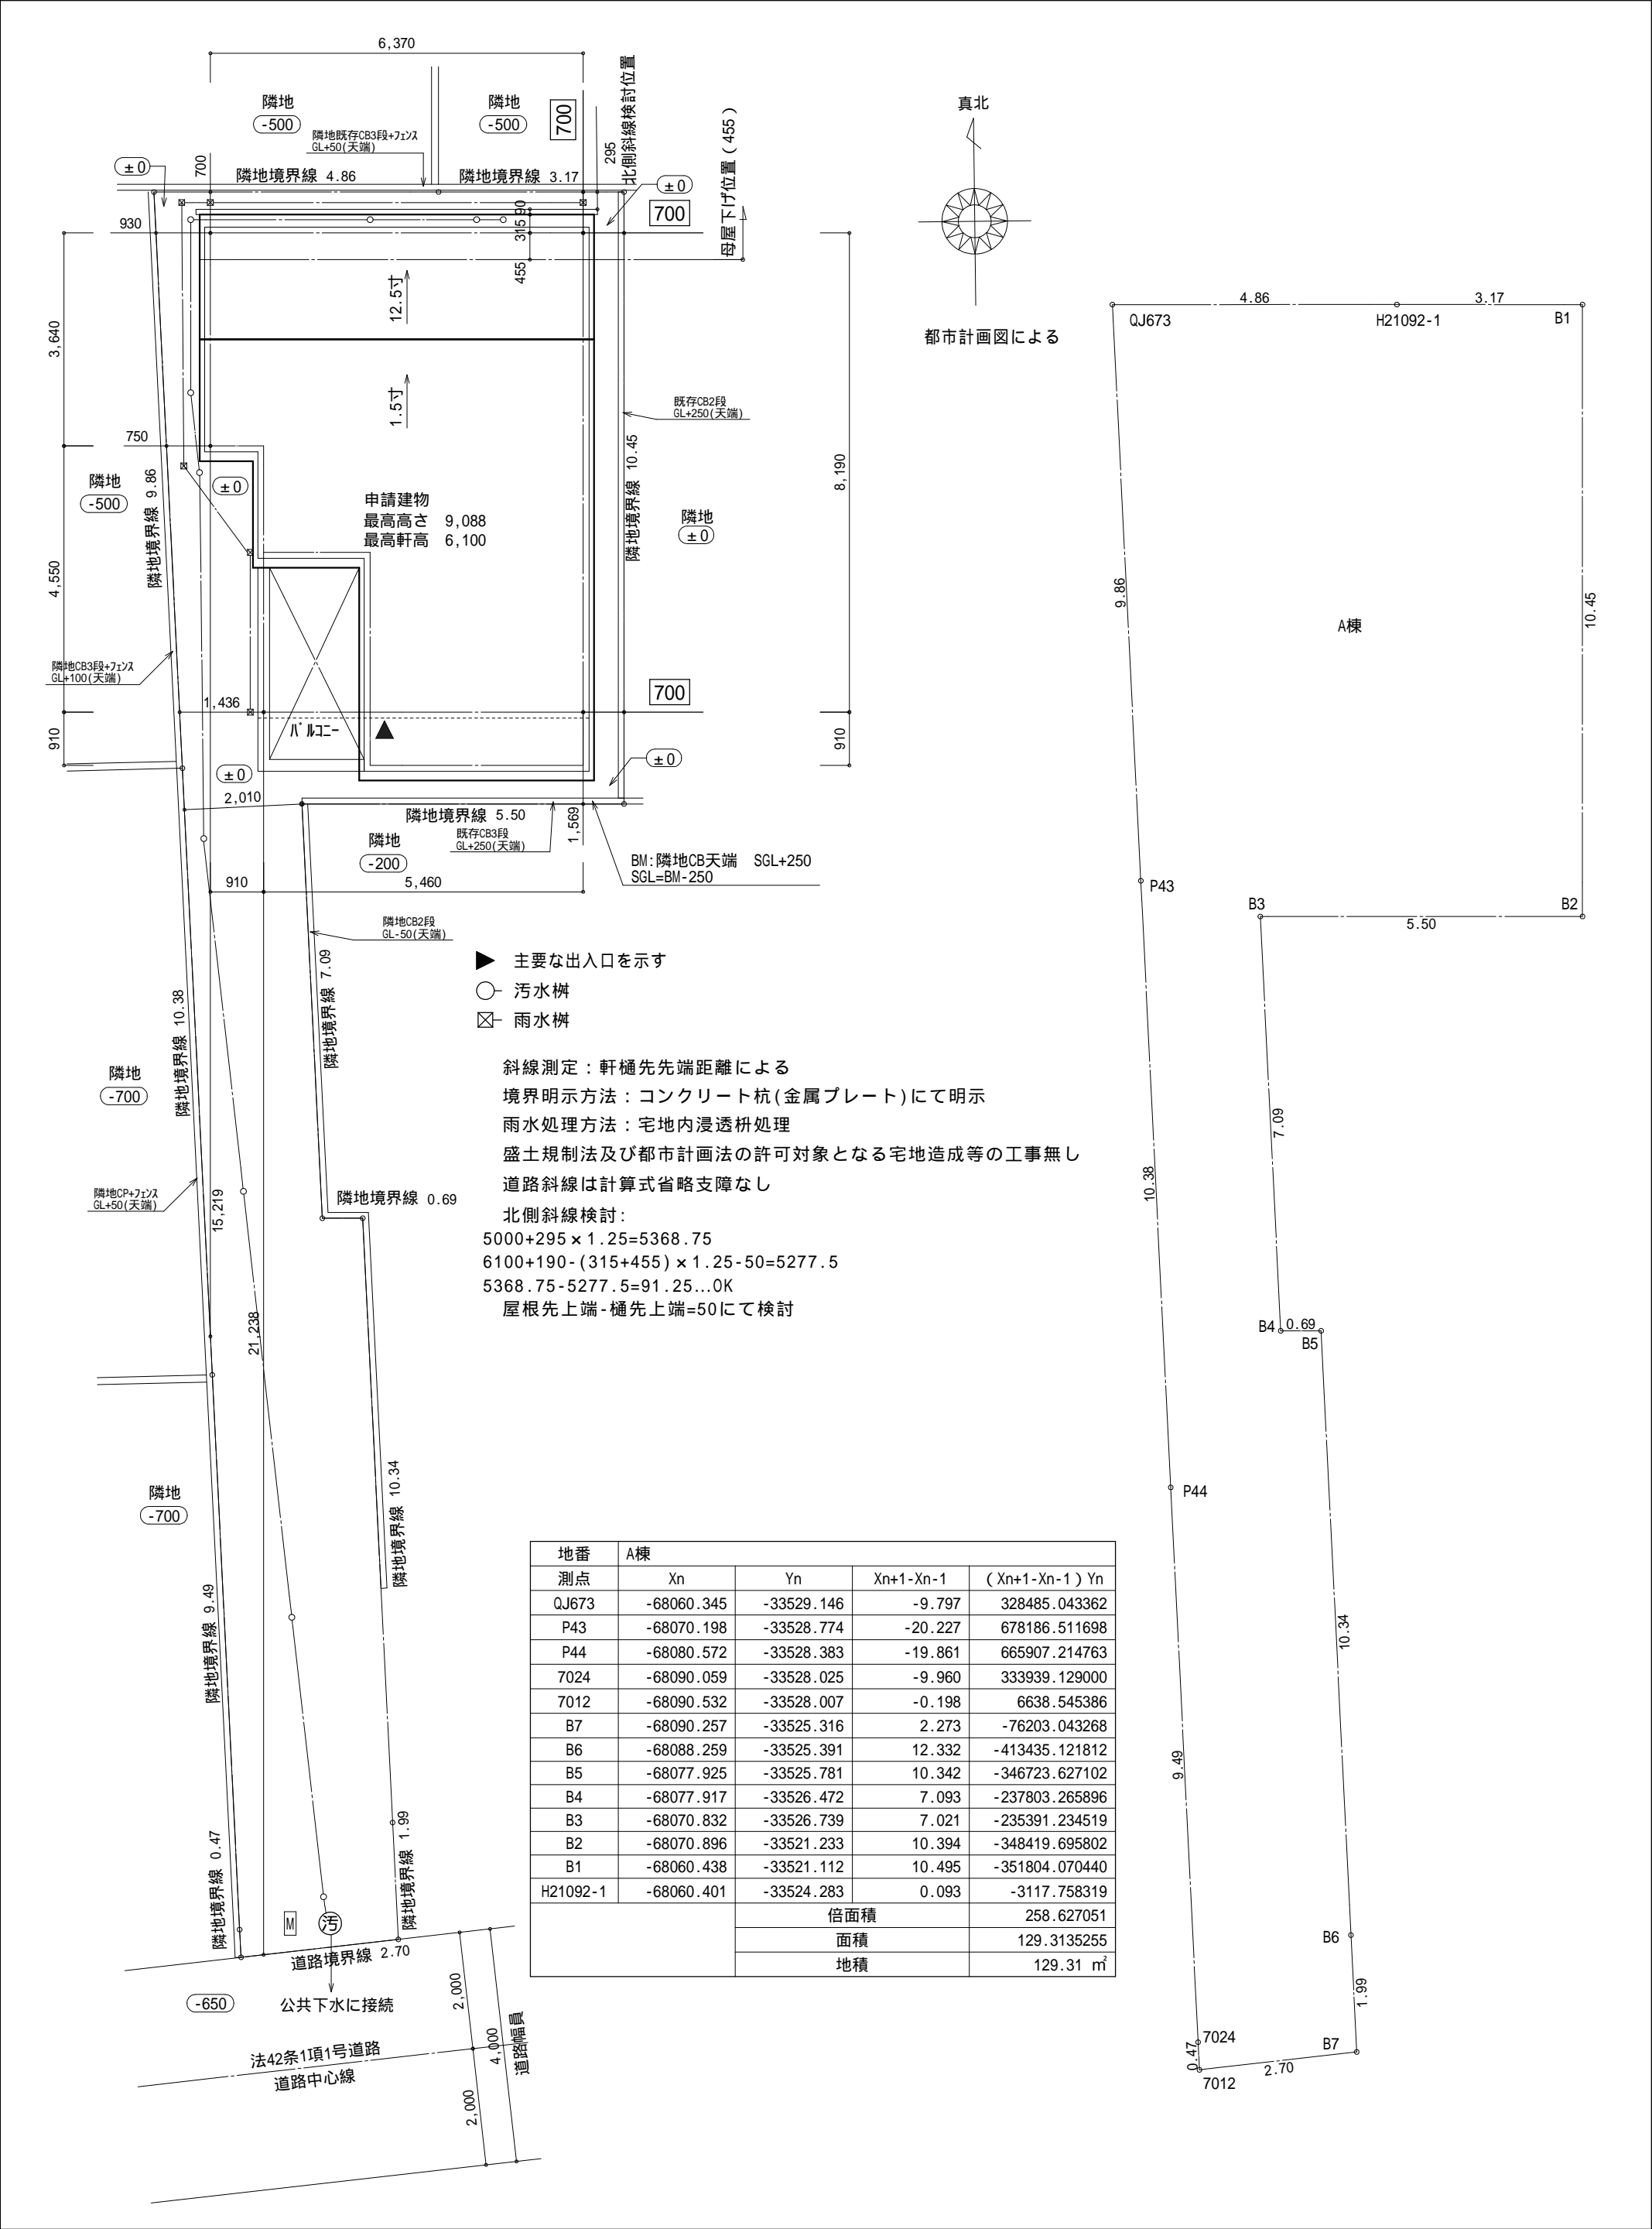 6,370
隣地
-500
隣地
-500
700
北側斜線検討位置
295
隣地既存CB3段+フェンス
GL+50(天端)
母屋下げ位置（455）
±0
700
隣地境界線 4.86
隣地境界線 3.17
±0
700
930
90
315
455
12.5寸
3,640
1.5寸
既存CB2段
GL+250(天端)
750
隣地
-500
隣地境界線 9.86
±0
申請建物
最高高さ 9,088
最高軒高 6,100
隣地境界線 10.45
隣地
±0
8,190
4,550
隣地CB3段+フェンス
GL+100(天端)
700
1,436
バルコニー
910
910
±0
±0
2,010
隣地境界線 5.50
隣地
-200
既存CB3段
GL+250(天端)
1,569
BM:隣地CB天端 SGL+250
SGL=BM-250
910
5,460
隣地CB2段
GL-50(天端)
隣地境界線 7.09
主要な出入口を示す
汚水桝
雨水桝
隣地境界線 10.38
隣地
-700
隣地CP+フェンス
GL+50(天端)
15,219
隣地境界線 0.69
21,238
斜線測定：軒樋先先端距離による
境界明示方法：コンクリート杭(金属プレート)にて明示
雨水処理方法：宅地内浸透枡処理
盛土規制法及び都市計画法の許可対象となる宅地造成等の工事無し
道路斜線は計算式省略支障なし
北側斜線検討:
5000+295×1.25=5368.75
6100+190-(315+455)×1.25-50=5277.5
5368.75-5277.5=91.25…OK
屋根先上端-樋先上端=50にて検討
隣地境界線 10.34
隣地
-700
隣地境界線 9.49
隣地境界線 0.47
隣地境界線 1.99
M
汚
道路境界線 2.70
-650
公共下水に接続
2,000
4,000
道路幅員
法42条1項1号道路
道路中心線
2,000
真北
都市計画図による
4.86
3.17
QJ673
H21092-1
B1
9.86
A棟
10.45
P43
B3
B2
5.50
7.09
10.38
B4
0.69
B5
P44
10.34
9.49
B6
1.99
7024
B7
0.47
2.70
7012
地番 A棟
測点 Xn Yn Xn+1-Xn-1 （Xn+1-Xn-1）Yn
QJ673 -68060.345 -33529.146 -9.797 328485.043362
P43 -68070.198 -33528.774 -20.227 678186.511698
P44 -68080.572 -33528.383 -19.861 665907.214763
7024 -68090.059 -33528.025 -9.960 333939.129000
7012 -68090.532 -33528.007 -0.198 6638.545386
B7 -68090.257 -33525.316 2.273 -76203.043268
B6 -68088.259 -33525.391 12.332 -413435.121812
B5 -68077.925 -33525.781 10.342 -346723.627102
B4 -68077.917 -33526.472 7.093 -237803.265896
B3 -68070.832 -33526.739 7.021 -235391.234519
B2 -68070.896 -33521.233 10.394 -348419.695802
B1 -68060.438 -33521.112 10.495 -351804.070440
H21092-1 -68060.401 -33524.283 0.093 -3117.758319
倍面積 258.627051
面積 129.3135255
地積 129.31 ㎡